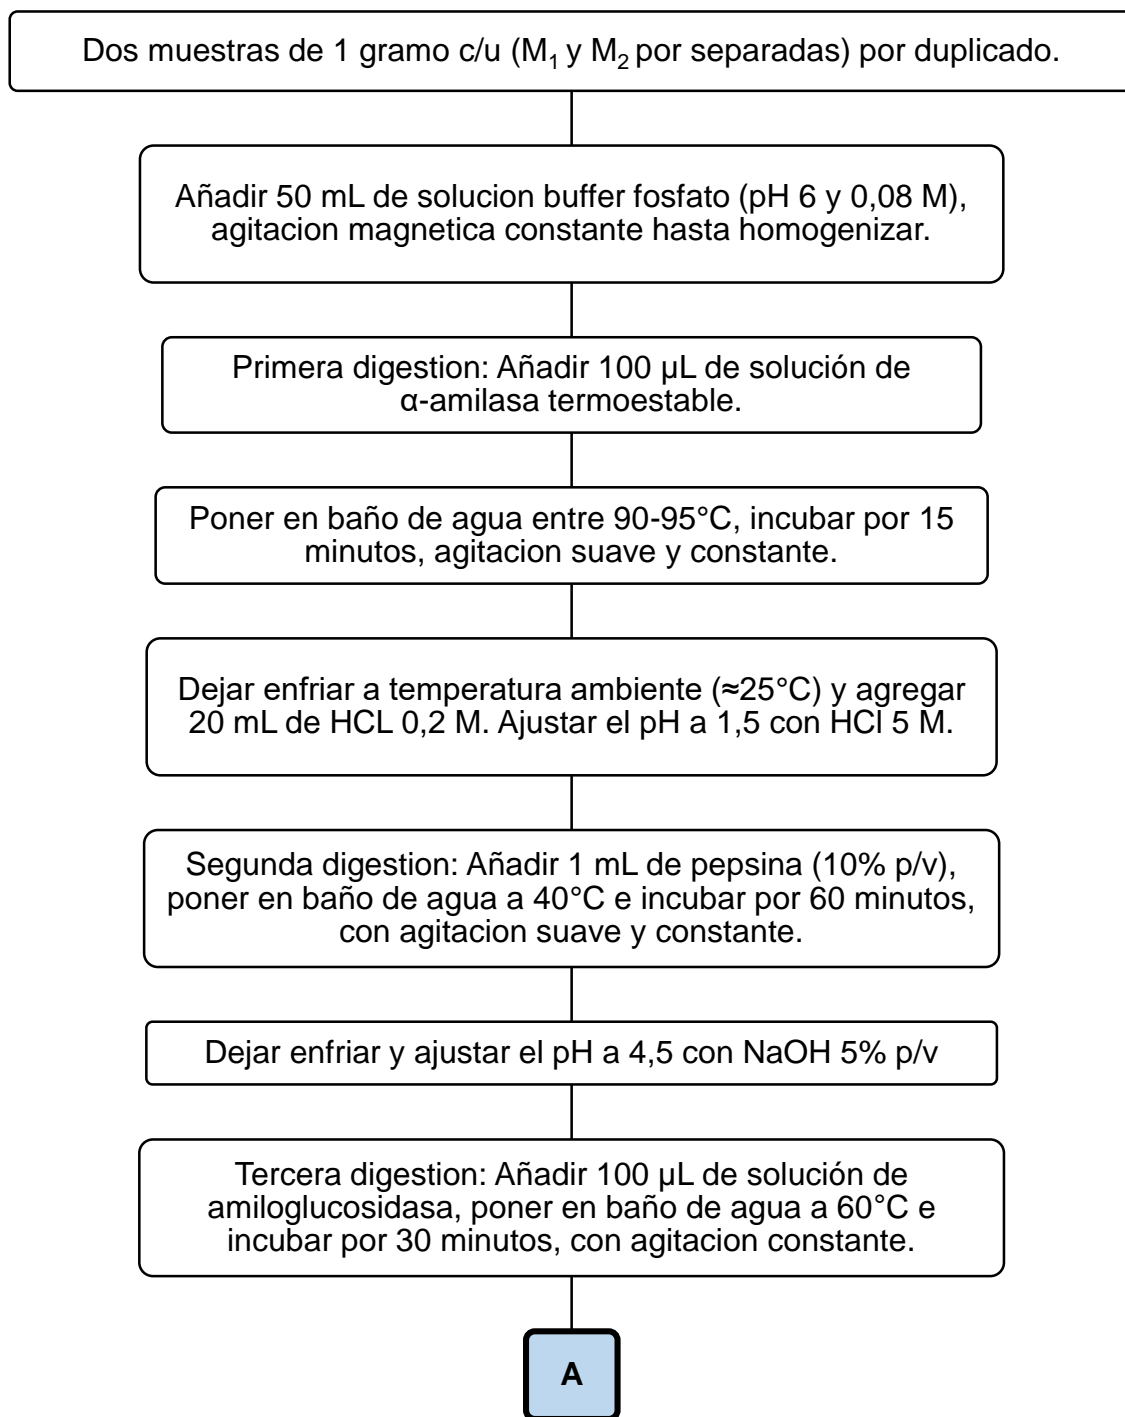 Dos muestras de 1 gramo c/u (M₁ y M₂ por separadas) por duplicado.
Añadir 50 mL de solucion buffer fosfato (pH 6 y 0,08 M),
agitacion magnetica constante hasta homogenizar.
Primera digestion: Añadir 100 µL de solución de
α-amilasa termoestable.
Poner en baño de agua entre 90-95°C, incubar por 15
minutos, agitacion suave y constante.
Dejar enfriar a temperatura ambiente (≈25°C) y agregar
20 mL de HCL 0,2 M. Ajustar el pH a 1,5 con HCl 5 M.
Segunda digestion: Añadir 1 mL de pepsina (10% p/v),
poner en baño de agua a 40°C e incubar por 60 minutos,
con agitacion suave y constante.
Dejar enfriar y ajustar el pH a 4,5 con NaOH 5% p/v
Tercera digestion: Añadir 100 µL de solución de
amiloglucosidasa, poner en baño de agua a 60°C e
incubar por 30 minutos, con agitacion constante.
A